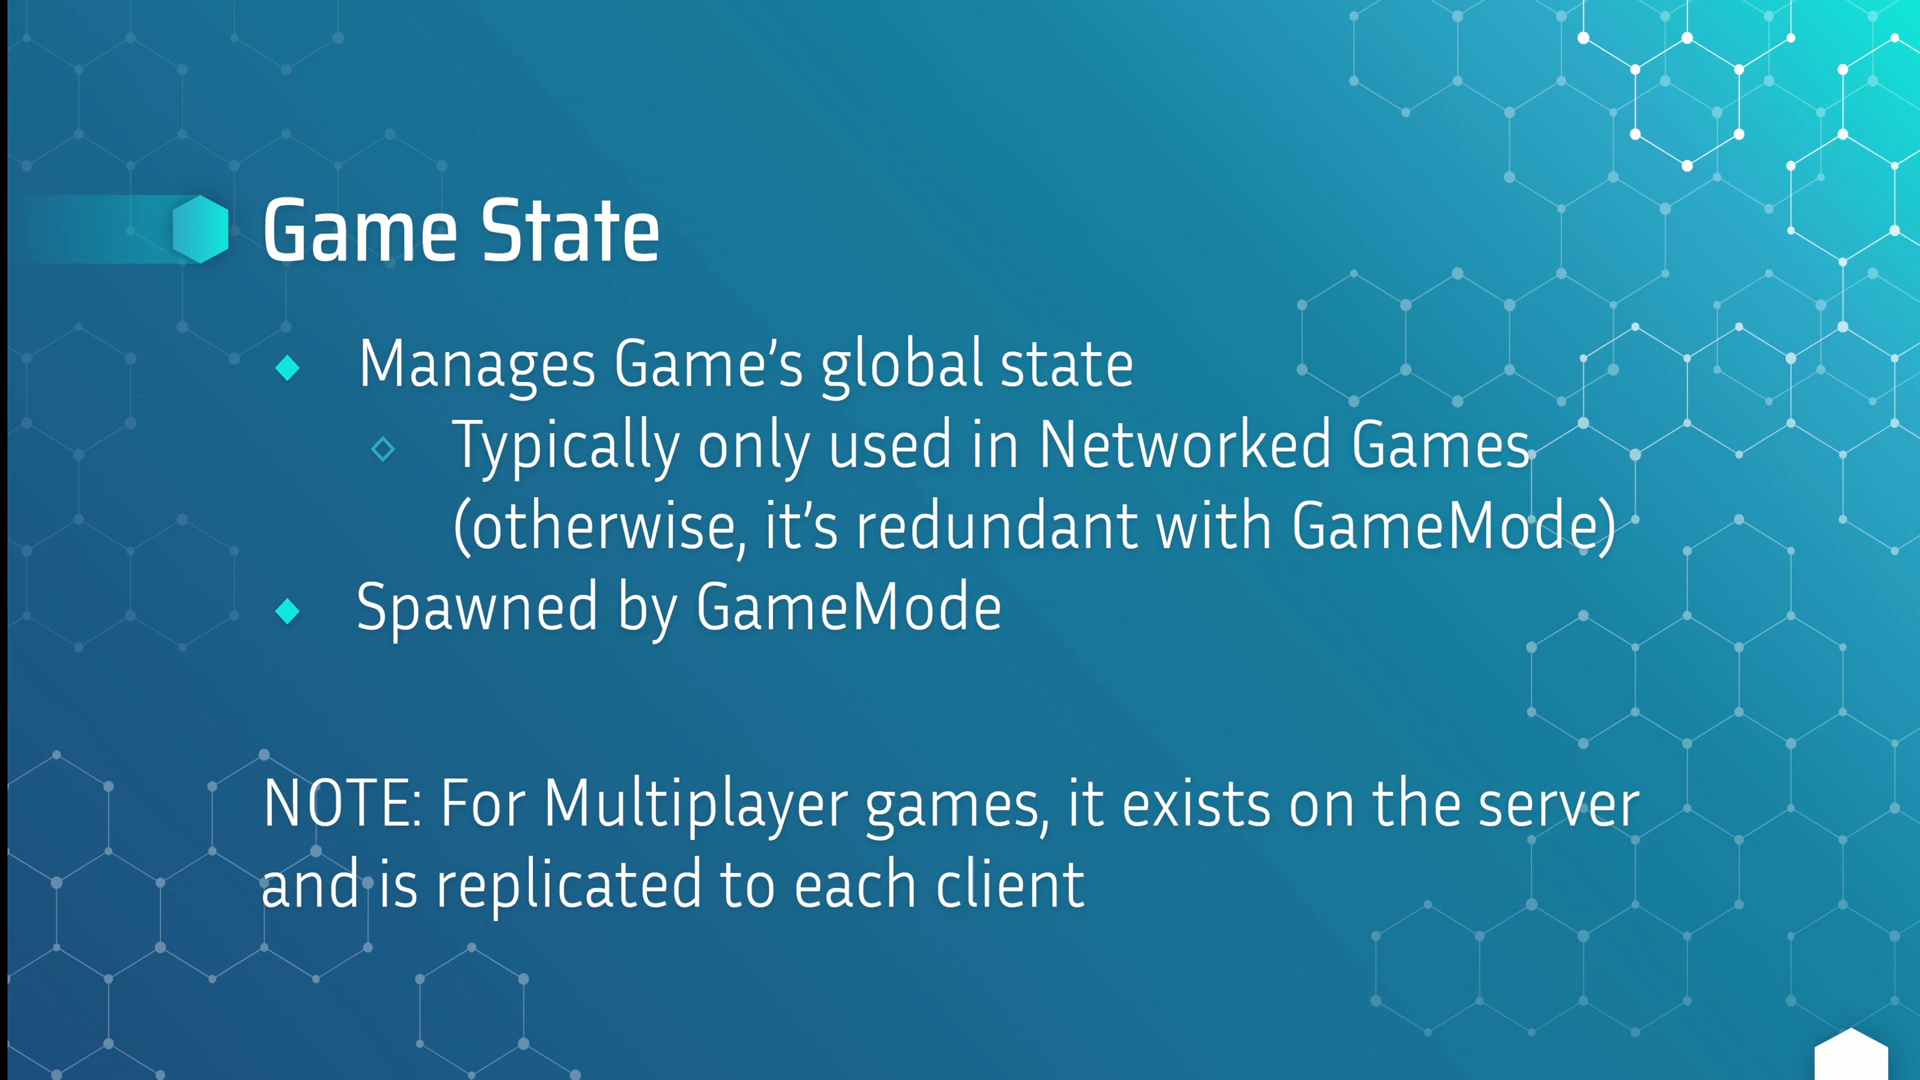 Game State
Manages Game’s global state
Typically only used in Networked Games
(otherwise, it’s redundant with GameMode)
Spawned by GameMode
NOTE: For Multiplayer games, it exists on the server
and is replicated to each client